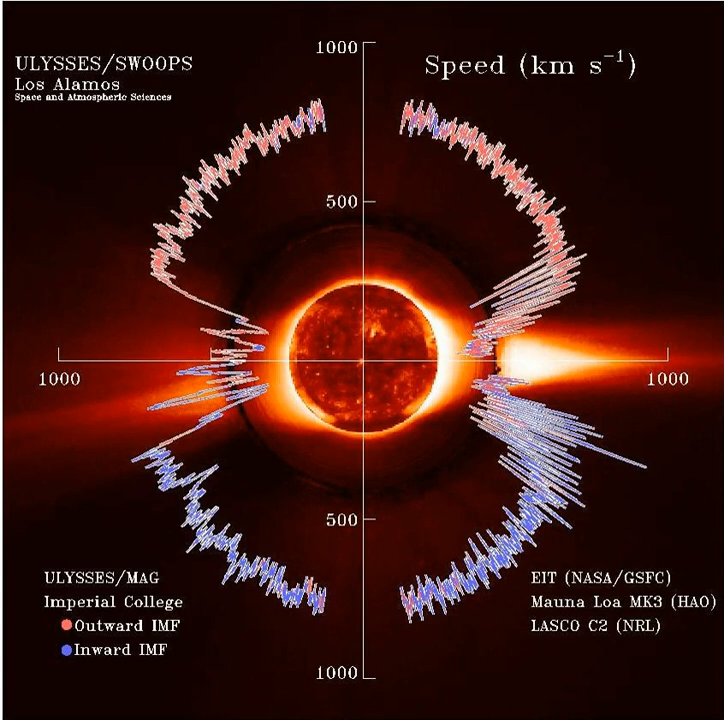 ULYSSES/SWOOPS
Los Alamos
Space and Atmospheric Sciences
Speed (km s⁻¹)
1000
500
1000
1000
500
1000
ULYSSES/MAG
Imperial College
Outward IMF
Inward IMF
EIT (NASA/GSFC)
Mauna Loa MK3 (HAO)
LASCO C2 (NRL)